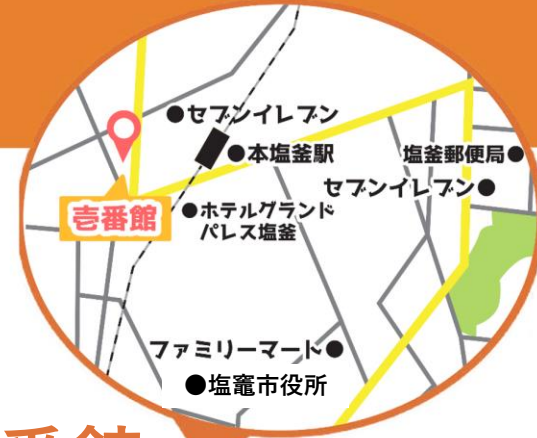 ●セブンイレブン
●本塩釜駅
塩釜郵便局●
セブンイレブン●
壱番館
●ホテルグランド
パレス塩釜
ファミリーマート●
●塩竈市役所
番館